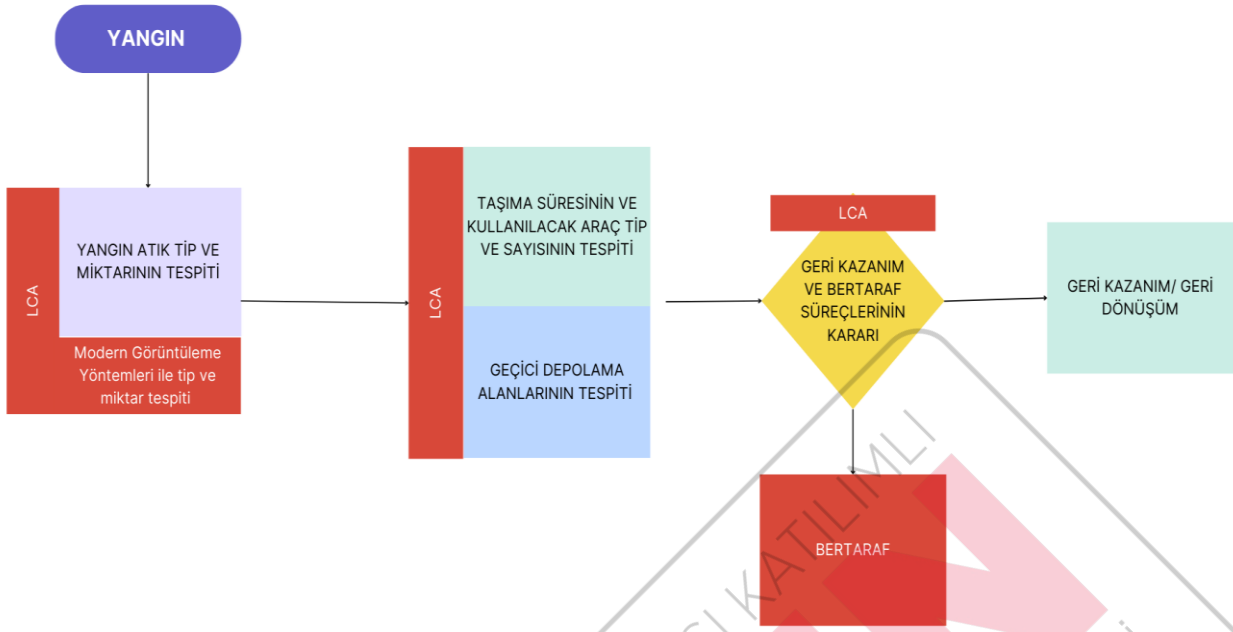 YANGIN
LCA
YANGIN ATIK TİP VE
MİKTARININ TESPİTİ
Modern Görüntüleme
Yöntemleri ile tip ve
miktar tespiti
LCA
TAŞIMA SÜRESİNİN VE
KULLANILACAK ARAÇ TİP
VE SAYISININ TESPİTİ
GEÇİCİ DEPOLAMA
ALANLARININ TESPİTİ
LCA
GERİ KAZANIM
VE BERTARAF
SÜREÇLERİNİN
KARARI
GERİ KAZANIM/ GERİ
DÖNÜŞÜM
BERTARAF
KATILIMLI